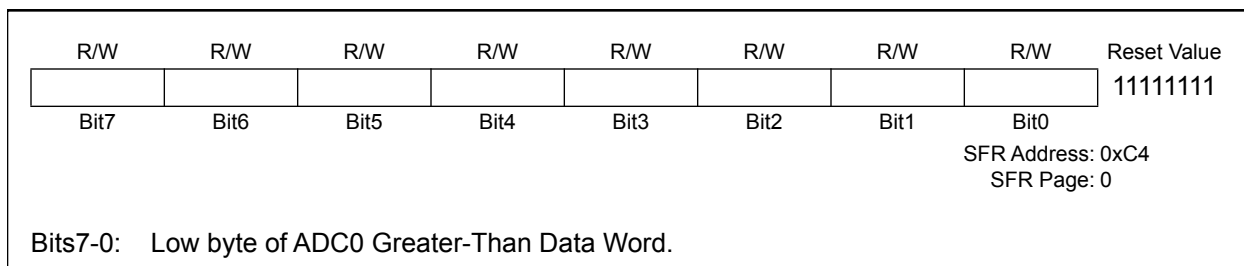 R/W R/W R/W R/W R/W R/W R/W R/W Reset Value
11111111
Bit7 Bit6 Bit5 Bit4 Bit3 Bit2 Bit1 Bit0
SFR Address: 0xC4
SFR Page: 0
Bits7-0: Low byte of ADC0 Greater-Than Data Word.